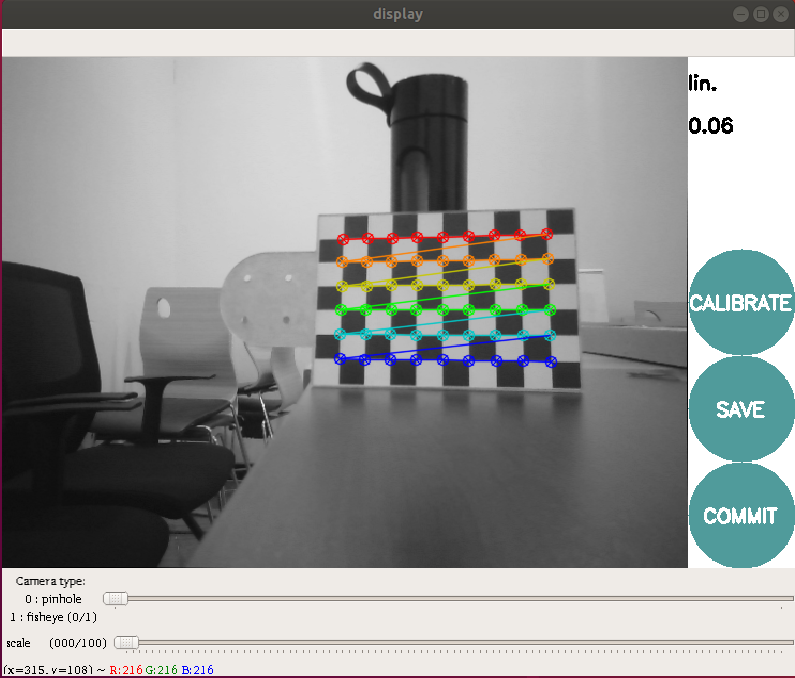 display
lin.
0.06
CALIBRATE
SAVE
COMMIT
Camera type:
0 : pinhole
1 : fisheye (0/1)
scale (000/100)
(x=315, y=108) ~ R:216 G:216 B:216